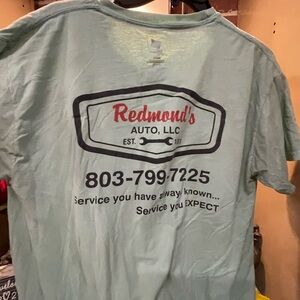 Redmond's
AUTO, LLC
EST.
803-799-7225
Service you have always known...
Service you EXPECT